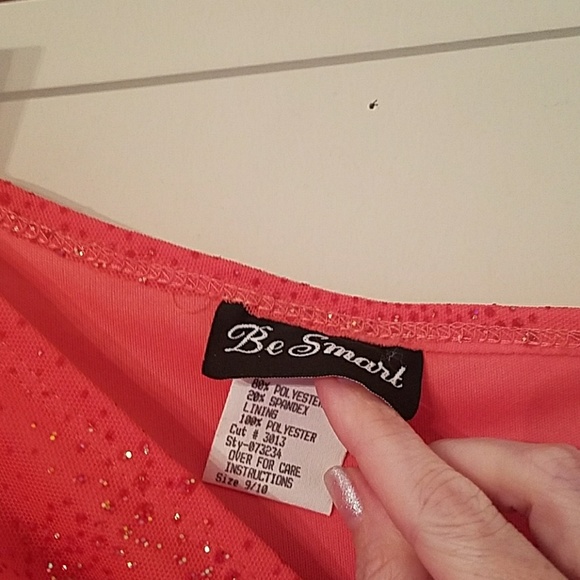 Be Smart
80% POLYESTER
20% SPANDEX
LINING
100% POLYESTER
Cut # 3013
Sty-073234
OVER FOR CARE
INSTRUCTIONS
Size 9/10